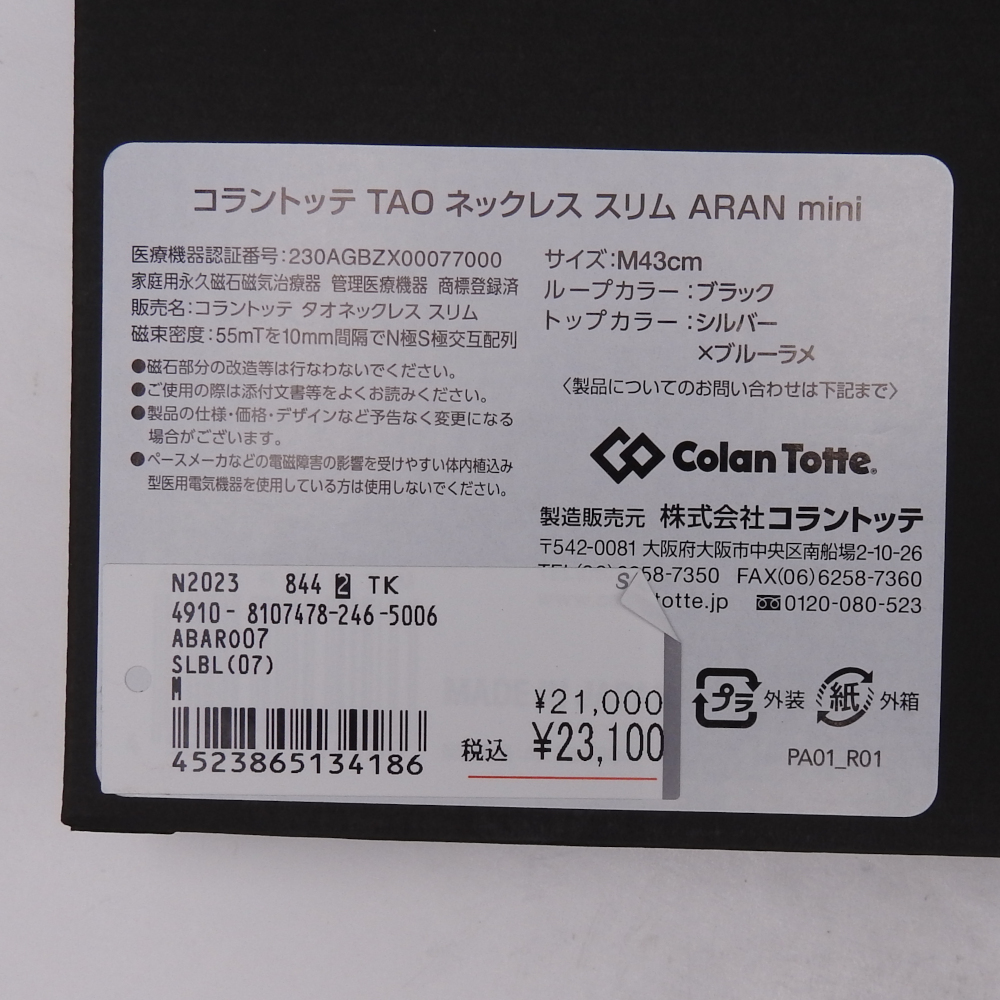 コラントッテ TAO ネックレス スリム ARAN mini
医療機器認証番号:230AGBZX00077000
家庭用永久磁石磁気治療器 管理医療機器 商標登録済
販売名:コラントッテ タオネックレス スリム
磁束密度:55mTを10mm間隔でN極S極交互配列
●磁石部分の改造等は行なわないでください。
●ご使用の際は添付文書等をよくお読みください。
●製品の仕様・価格・デザインなど予告なく変更になる
場合がございます。
●ペースメーカなどの電磁障害の影響を受けやすい体内植込み
型医用電気機器を使用している方は使用しないでください。
サイズ:M43cm
ループカラー:ブラック
トップカラー:シルバー
×ブルーラメ
〈製品についてのお問い合わせは下記まで〉
Colan Totte.
製造販売元 株式会社コラントッテ
〒542-0081 大阪府大阪市中央区南船場2-10-26
TEL(06)6258-7350 FAX(06)6258-7360
totte.jp 0120-080-523
プラ 外装 紙 外箱
PA01_R01
N2023 844 2 TK
4910- 8107478-246-5006
ABAR007
SLBL(07)
M
¥21,000
税込 ¥23,100
4523865134186